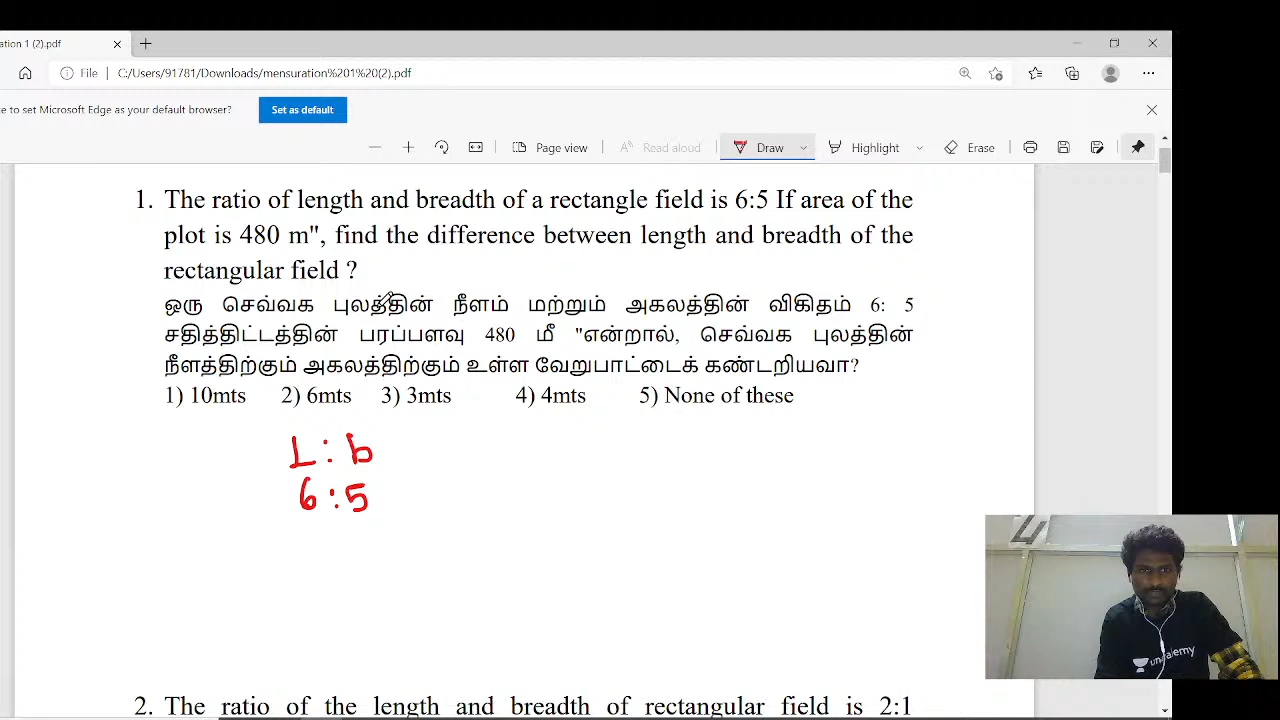 ation 1 (2).pdf
File C:/Users/91781/Downloads/mensuration%201%20(2).pdf
e to set Microsoft Edge as your default browser? Set as default
Page view Read aloud Draw Highlight Erase
1. The ratio of length and breadth of a rectangle field is 6:5 If area of the
plot is 480 m", find the difference between length and breadth of the
rectangular field ?
ஒரு செவ்வக புலத்தின் நீளம் மற்றும் அகலத்தின் விகிதம் 6: 5
சதித்திட்டத்தின் பரப்பளவு 480 மீ "என்றால், செவ்வக புலத்தின்
நீளத்திற்கும் அகலத்திற்கும் உள்ள வேறுபாட்டைக் கண்டறியவா?
1) 10mts 2) 6mts 3) 3mts 4) 4mts 5) None of these
L : b
6 : 5
2. The ratio of the length and breadth of rectangular field is 2:1